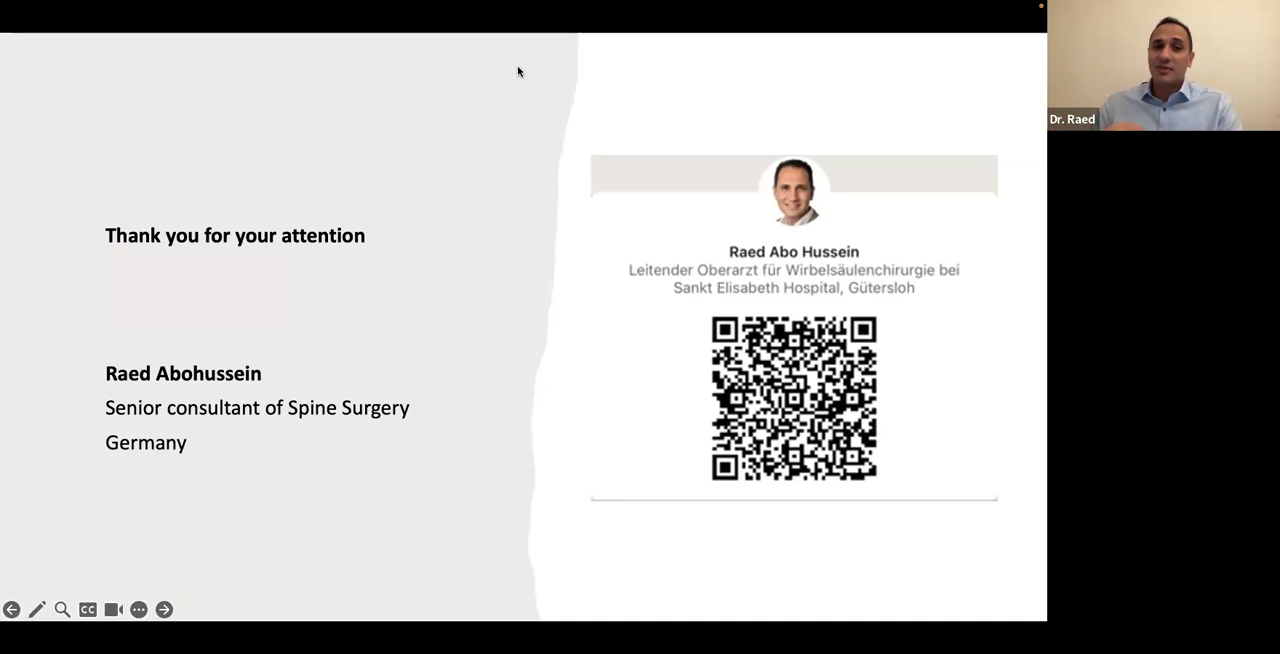 Thank you for your attention
Raed Abohussein
Senior consultant of Spine Surgery
Germany
Raed Abo Hussein
Leitender Oberarzt für Wirbelsäulenchirurgie bei
Sankt Elisabeth Hospital, Gütersloh
Dr. Raed
CC